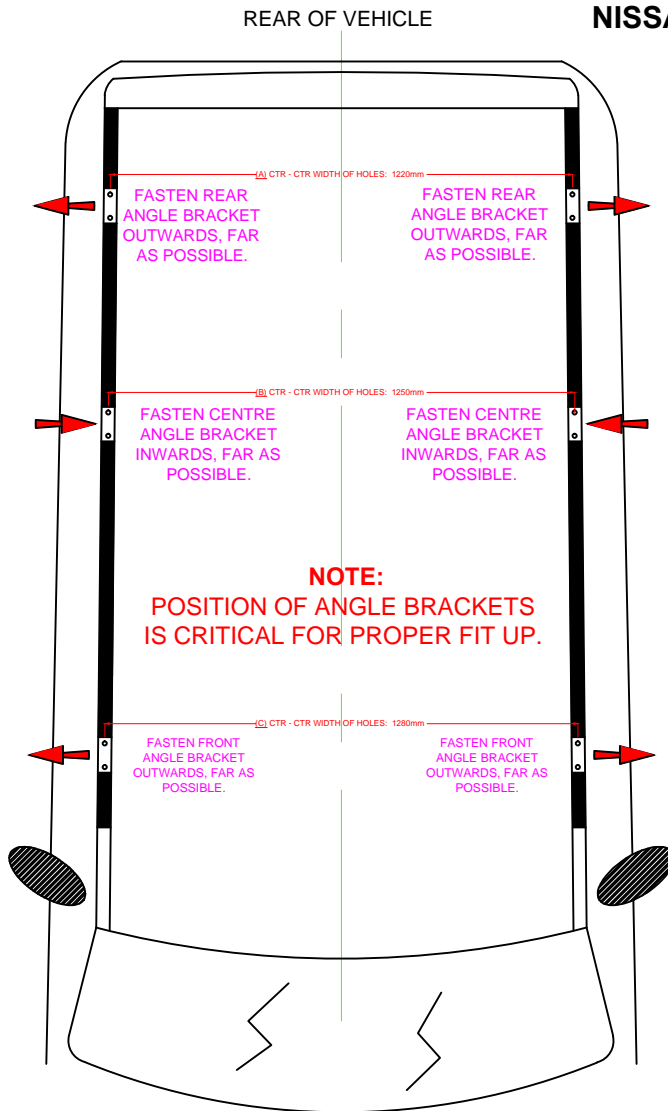 REAR OF VEHICLE
(A) CTR - CTR WIDTH OF HOLES: 1220mm
FASTEN REAR
ANGLE BRACKET
OUTWARDS, FAR
AS POSSIBLE.
FASTEN REAR
ANGLE BRACKET
OUTWARDS, FAR
AS POSSIBLE.
(B) CTR - CTR WIDTH OF HOLES: 1250mm
FASTEN CENTRE
ANGLE BRACKET
INWARDS, FAR AS
POSSIBLE.
FASTEN CENTRE
ANGLE BRACKET
INWARDS, FAR AS
POSSIBLE.
NOTE:
POSITION OF ANGLE BRACKETS
IS CRITICAL FOR PROPER FIT UP.
(C) CTR - CTR WIDTH OF HOLES: 1280mm
FASTEN FRONT
ANGLE BRACKET
OUTWARDS, FAR AS
POSSIBLE.
FASTEN FRONT
ANGLE BRACKET
OUTWARDS, FAR AS
POSSIBLE.